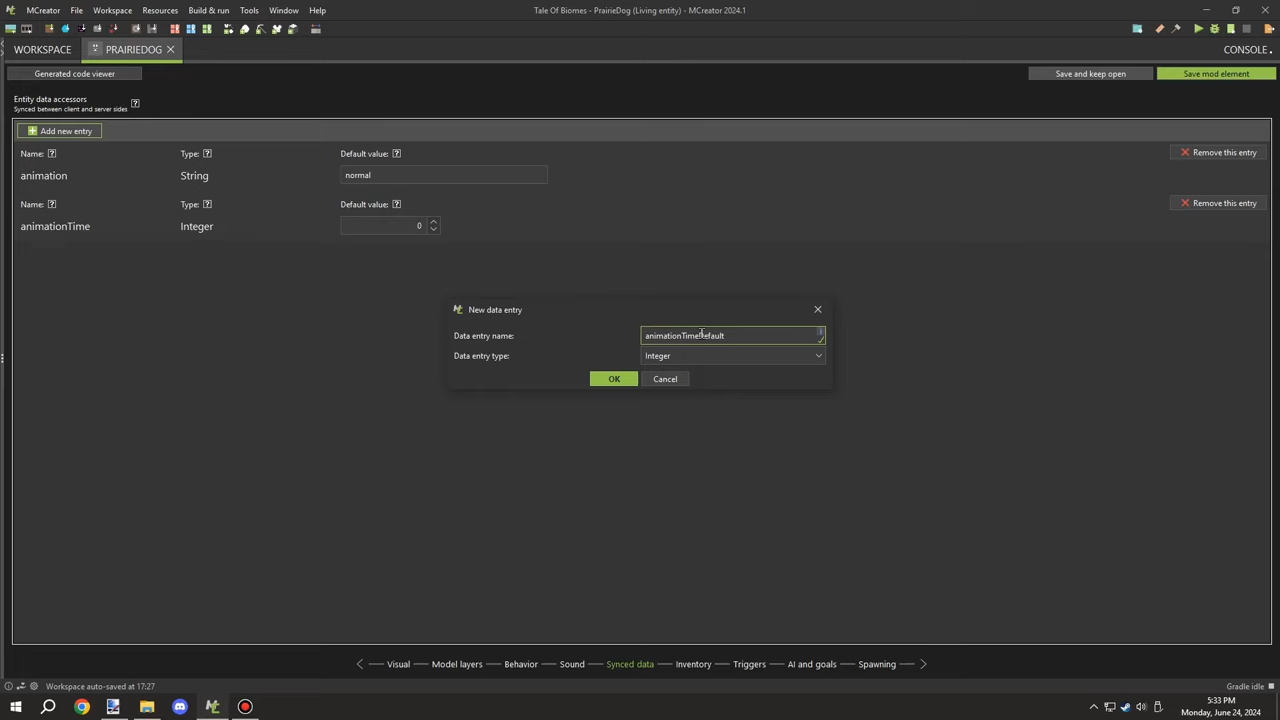 MCreator File Workspace Resources Build & run Tools Window Help Tale Of Biomes - PrairieDog (Living entity) - MCreator 2024.1
WORKSPACE PRAIRIEDOG CONSOLE
Generated code viewer Save and keep open Save mod element
Entity data accessors
Synced between client and server sides
Add new entry
Name: Type: Default value: Remove this entry
animation String normal
Name: Type: Default value: Remove this entry
animationTime Integer 0
New data entry
Data entry name: animationTimeDefault
Data entry type: Integer
OK Cancel
Visual Model layers Behavior Sound Synced data Inventory Triggers AI and goals Spawning
Workspace auto-saved at 17:27 Gradle idle
5:33 PM
Monday, June 24, 2024